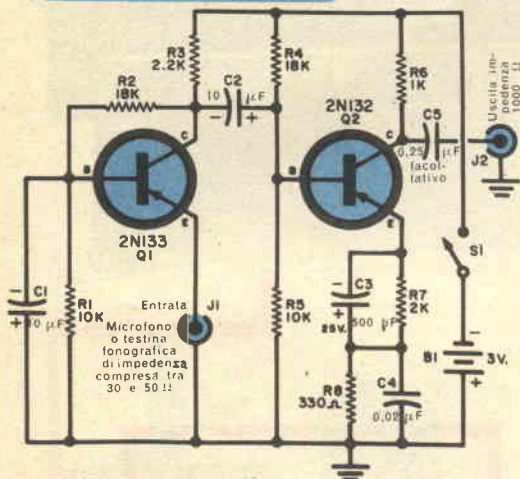 R3
2.2K
R4
18K
R2
18K
C2
10 µF
- +
R6
1K
2N132
Q2
C5
0,25 µF
facol-
tativo
Uscita im-
pedenza
1000 Ω
J2
B
C
E
B
C
E
2N133
Q1
S1
C1
- +
10 µF
R1
10K
Entrata
J1
Microfono
o testina
fonografica
di impedenza
compresa tra
30 e 50 Ω
R5
10K
C3
- +
25V.
500 µF
R7
2K
B1
- +
3V.
R8
330Ω
C4
0,02 µF